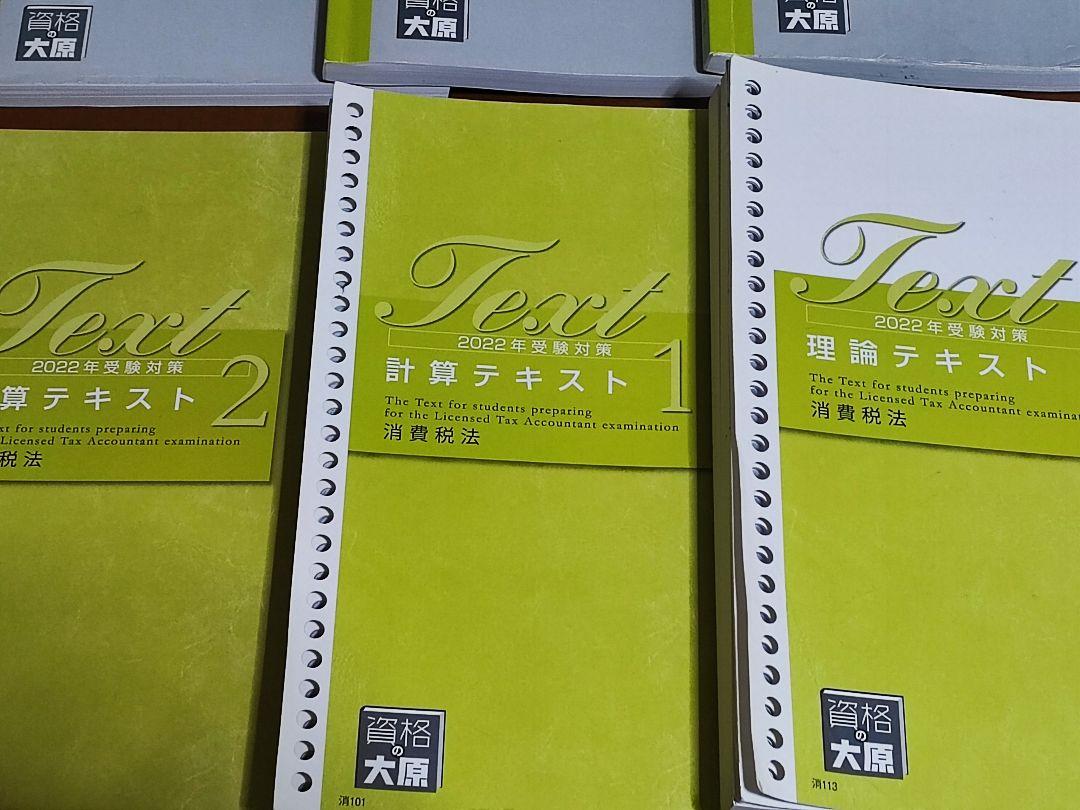 資格
の
大原
資格
の
大原
資格
の
大原
Text
2022年受験対策
算テキスト 2
ext for students preparing
Licensed Tax Accountant examination
税法
Text
2022年受験対策
計算テキスト 1
The Text for students preparing
for the Licensed Tax Accountant examination
消費税法
資格
の
大原
消101
Text
2022年受験対策
理論テキスト
The Text for students preparing
for the Licensed Tax Accountant examina
消費税法
資格
の
大原
消113